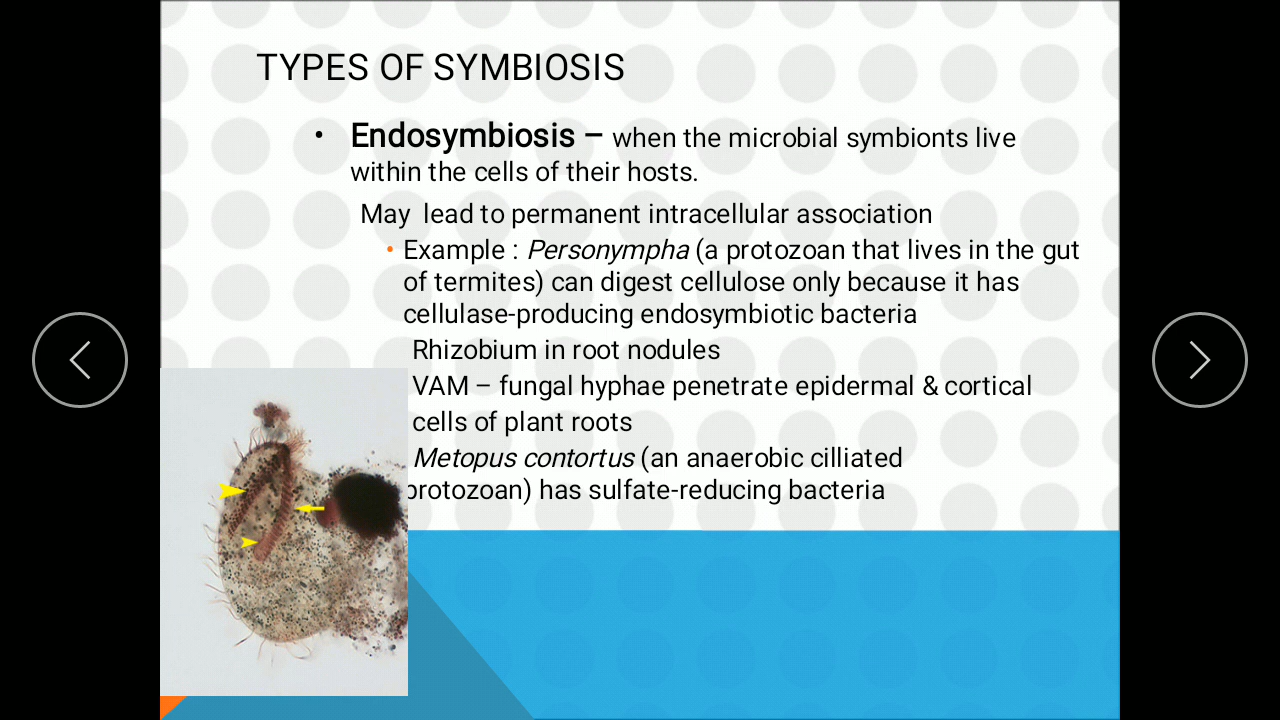 TYPES OF SYMBIOSIS
• Endosymbiosis – when the microbial symbionts live
within the cells of their hosts.
May lead to permanent intracellular association
• Example : Personympha (a protozoan that lives in the gut
of termites) can digest cellulose only because it has
cellulase-producing endosymbiotic bacteria
Rhizobium in root nodules
VAM – fungal hyphae penetrate epidermal & cortical
cells of plant roots
Metopus contortus (an anaerobic cilliated
protozoan) has sulfate-reducing bacteria